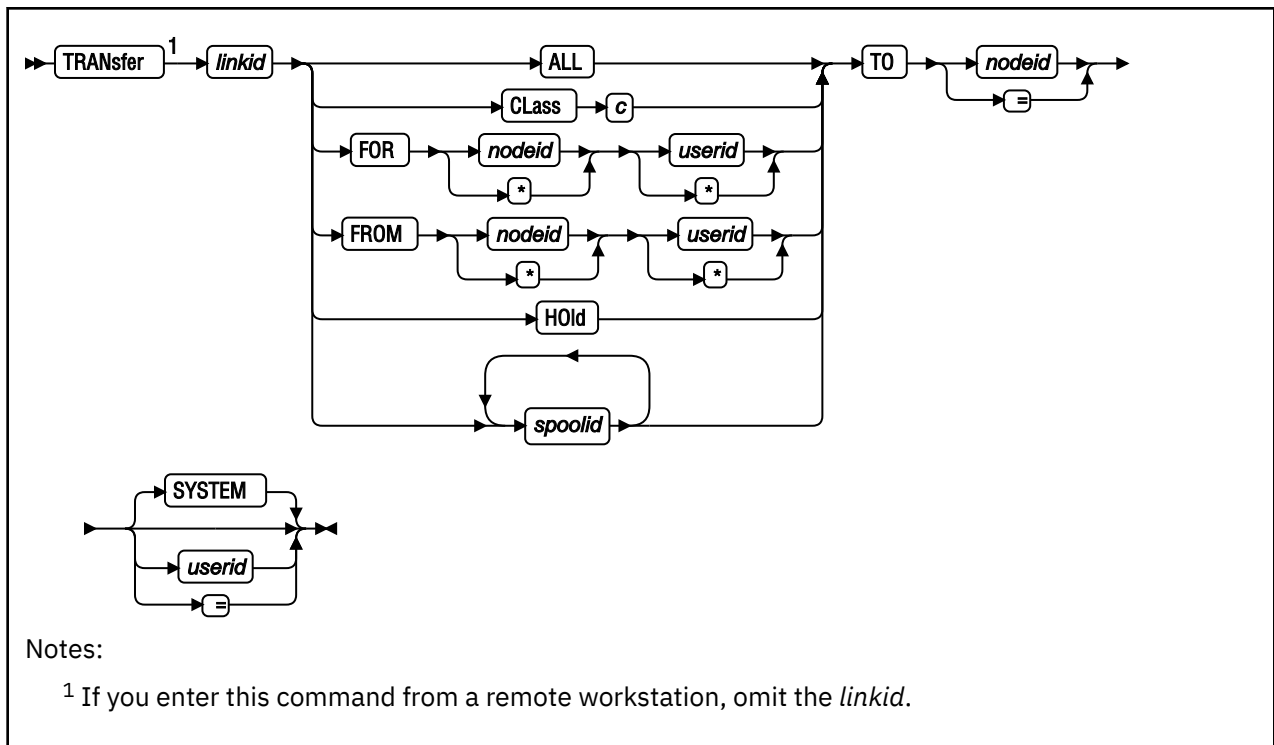 TRANsfer 1 linkid ALL TO nodeid
=
CLass c
FOR nodeid userid
* *
FROM nodeid userid
* *
HOld
spoolid
SYSTEM
userid
=
Notes:
1 If you enter this command from a remote workstation, omit the linkid.